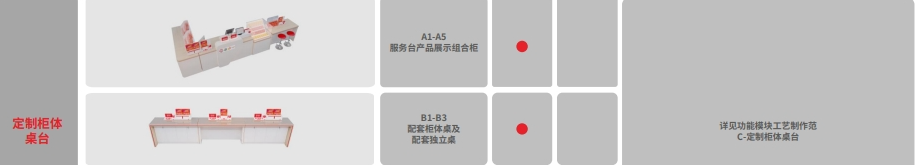 定制柜体
桌台
A1-A5
服务台产品展示组合柜
B1-B3
配套柜体桌及
配套独立桌
详见功能模块工艺制作范
C-定制柜体桌台